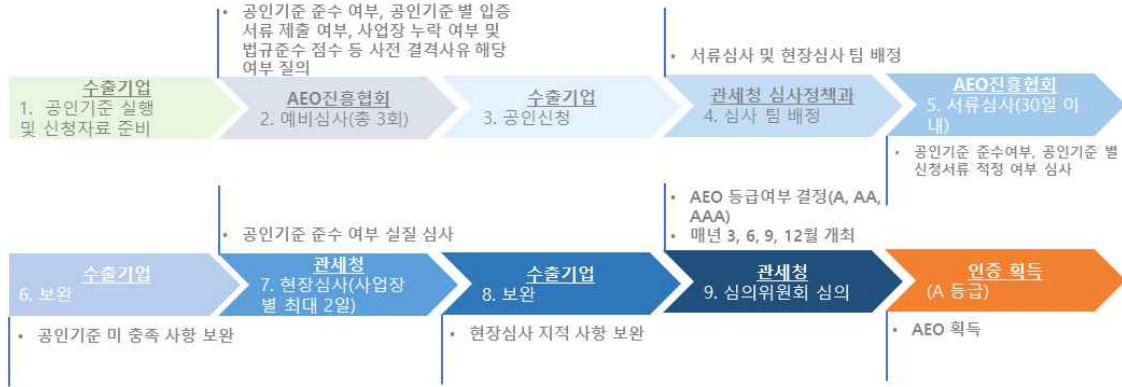 • 공인기준 준수 여부, 공인기준 별 입증
서류 제출 여부, 사업장 누락 여부 및
법규준수 점수 등 사전 결격사유 해당
여부 질의
• 서류심사 및 현장심사 팀 배정
수출기업
1. 공인기준 실행
및 신청자료 준비
AEO진흥협회
2. 예비심사(총 3회)
수출기업
3. 공인신청
관세청 심사정책과
4. 심사 팀 배정
AEO진흥협회
5. 서류심사(30일 이
내)
• 공인기준 준수여부, 공인기준 별
신청서류 적정 여부 심사
• 공인기준 준수 여부 실질 심사
• AEO 등급여부 결정(A, AA,
AAA)
• 매년 3, 6, 9, 12월 개최
수출기업
6. 보완
관세청
7. 현장심사(사업장
별 최대 2일)
수출기업
8. 보완
관세청
9. 심의위원회 심의
인증 획득
(A 등급)
• 공인기준 미 충족 사항 보완
• 현장심사 지적 사항 보완
• AEO 획득